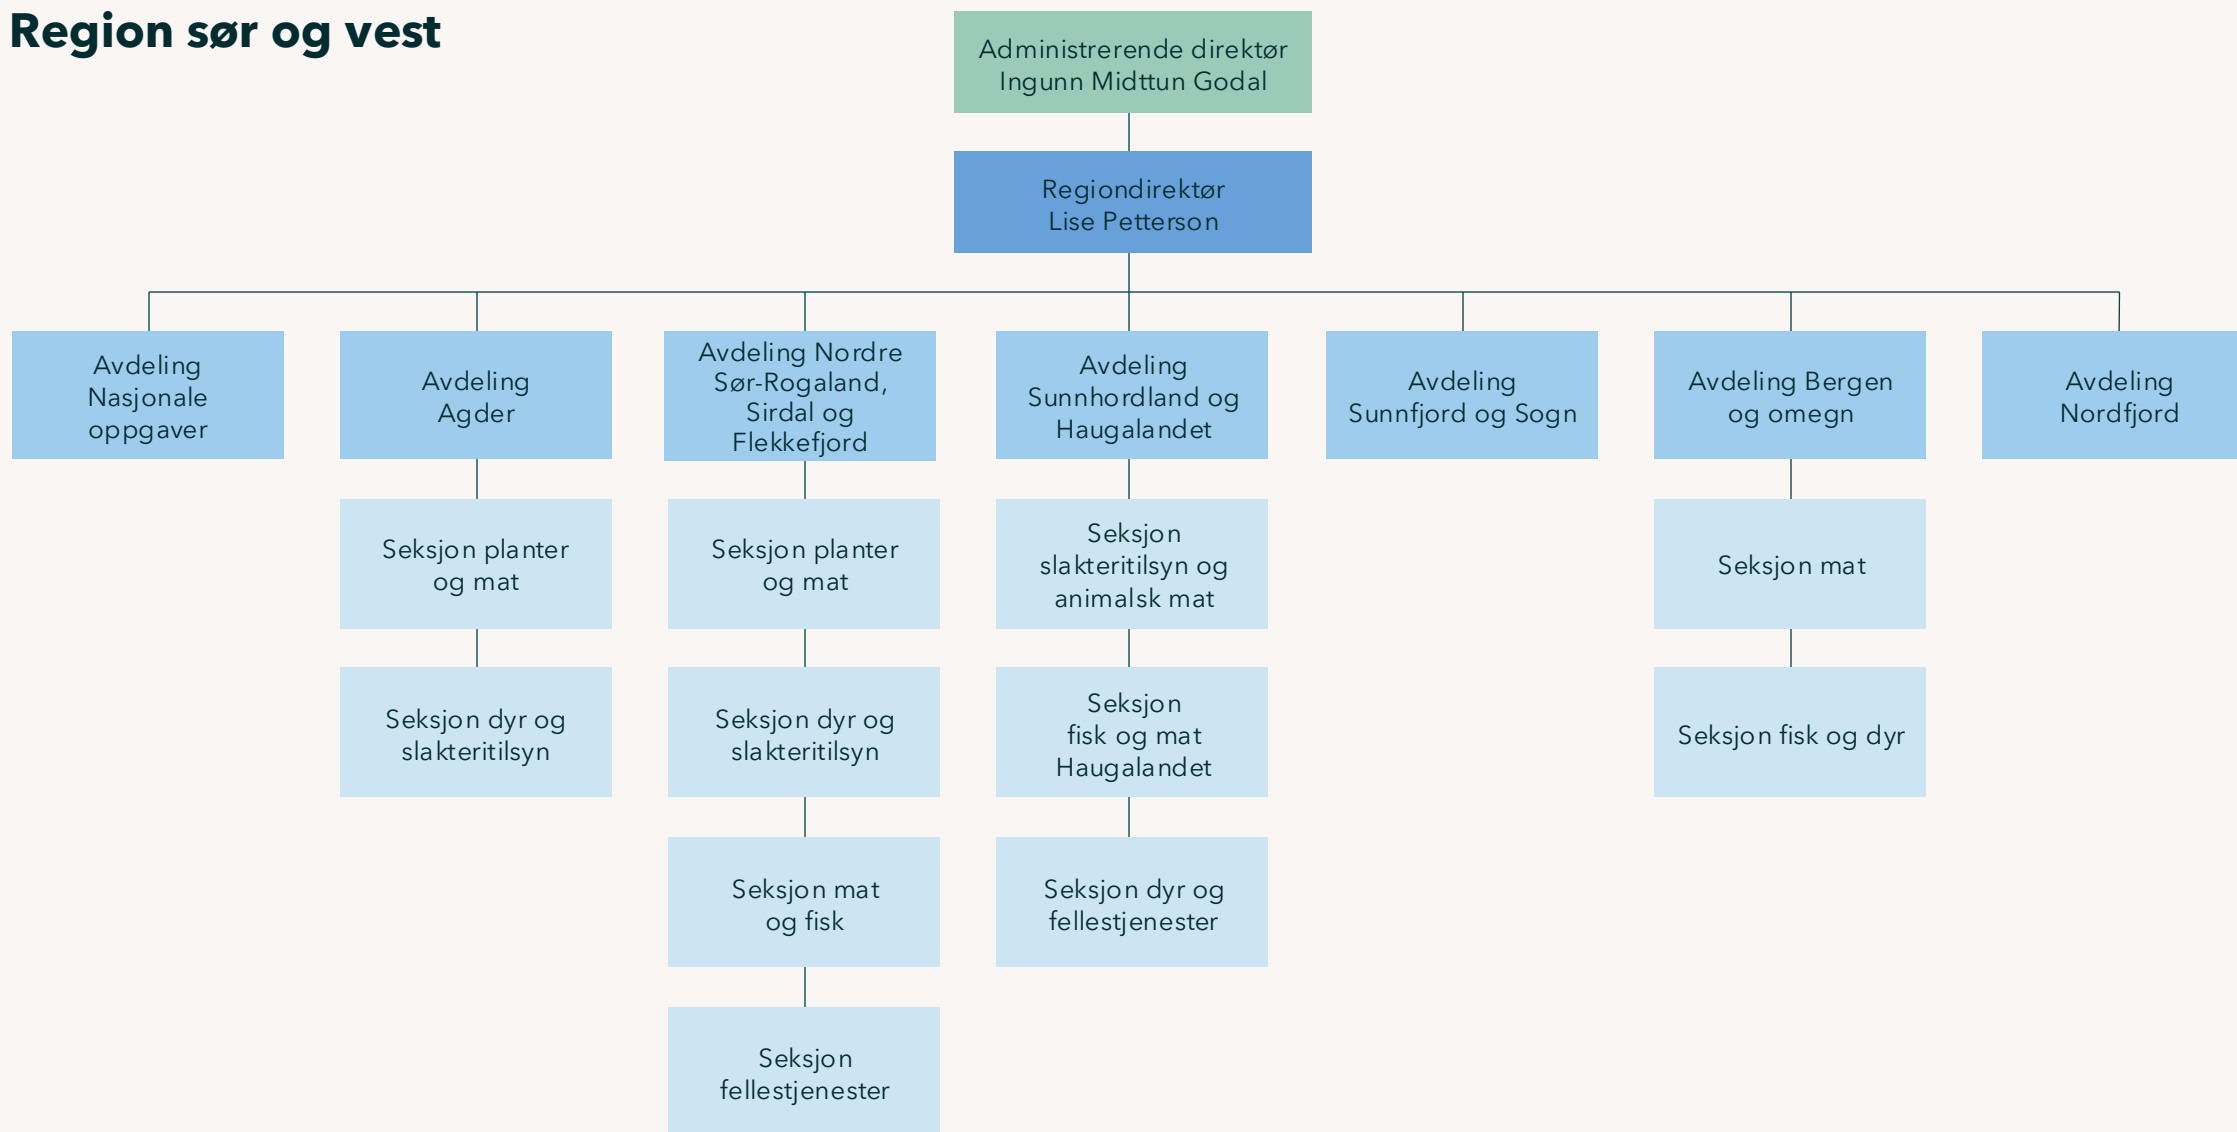 Region sør og vest
Administrerende direktør
Ingunn Midttun Godal
Regiondirektør
Lise Petterson
Avdeling
Nasjonale
oppgaver
Avdeling
Agder
Avdeling Nordre
Sør-Rogaland,
Sirdal og
Flekkefjord
Avdeling
Sunnhordland og
Haugalandet
Avdeling
Sunnfjord og Sogn
Avdeling Bergen
og omegn
Avdeling
Nordfjord
Seksjon planter
og mat
Seksjon planter
og mat
Seksjon
slakteritilsyn og
animalsk mat
Seksjon mat
Seksjon dyr og
slakteritilsyn
Seksjon dyr og
slakteritilsyn
Seksjon
fisk og mat
Haugalandet
Seksjon fisk og dyr
Seksjon mat
og fisk
Seksjon dyr og
fellestjenester
Seksjon
fellestjenester